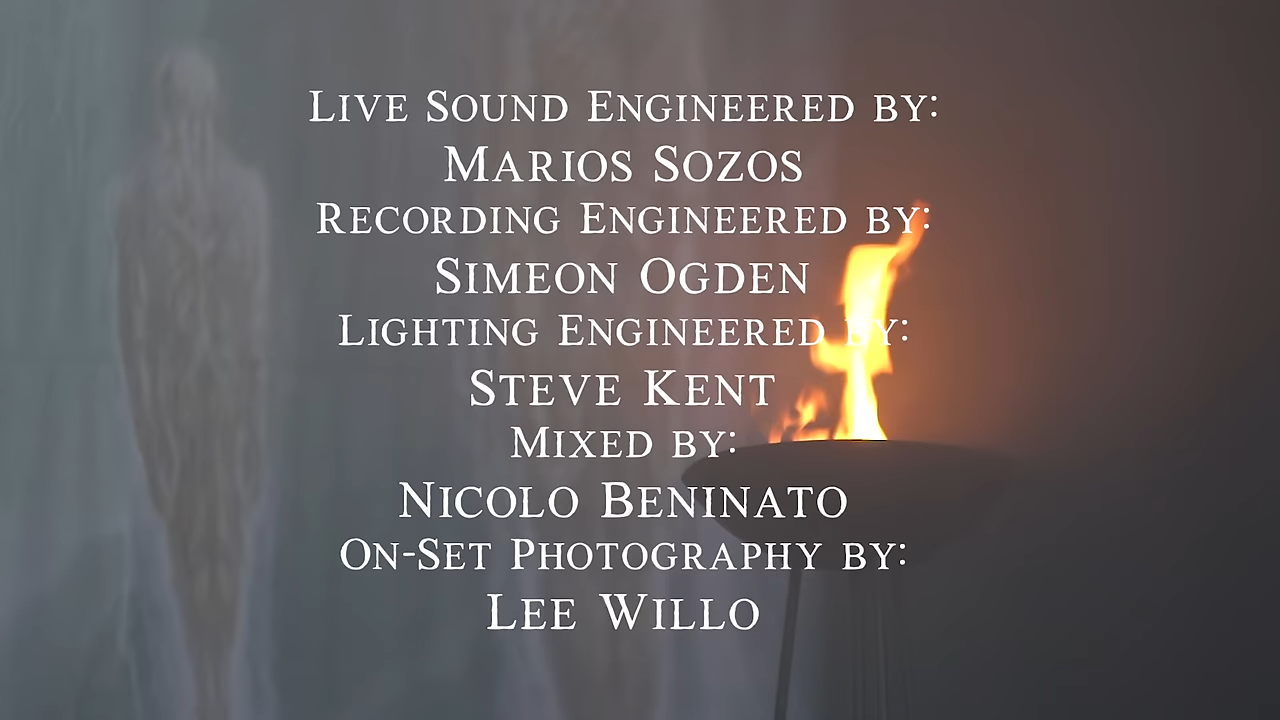 Live Sound Engineered by:
Marios Sozos
Recording Engineered by:
Simeon Ogden
Lighting Engineered by:
Steve Kent
Mixed by:
Nicolo Beninato
On-Set Photography by:
Lee Willo